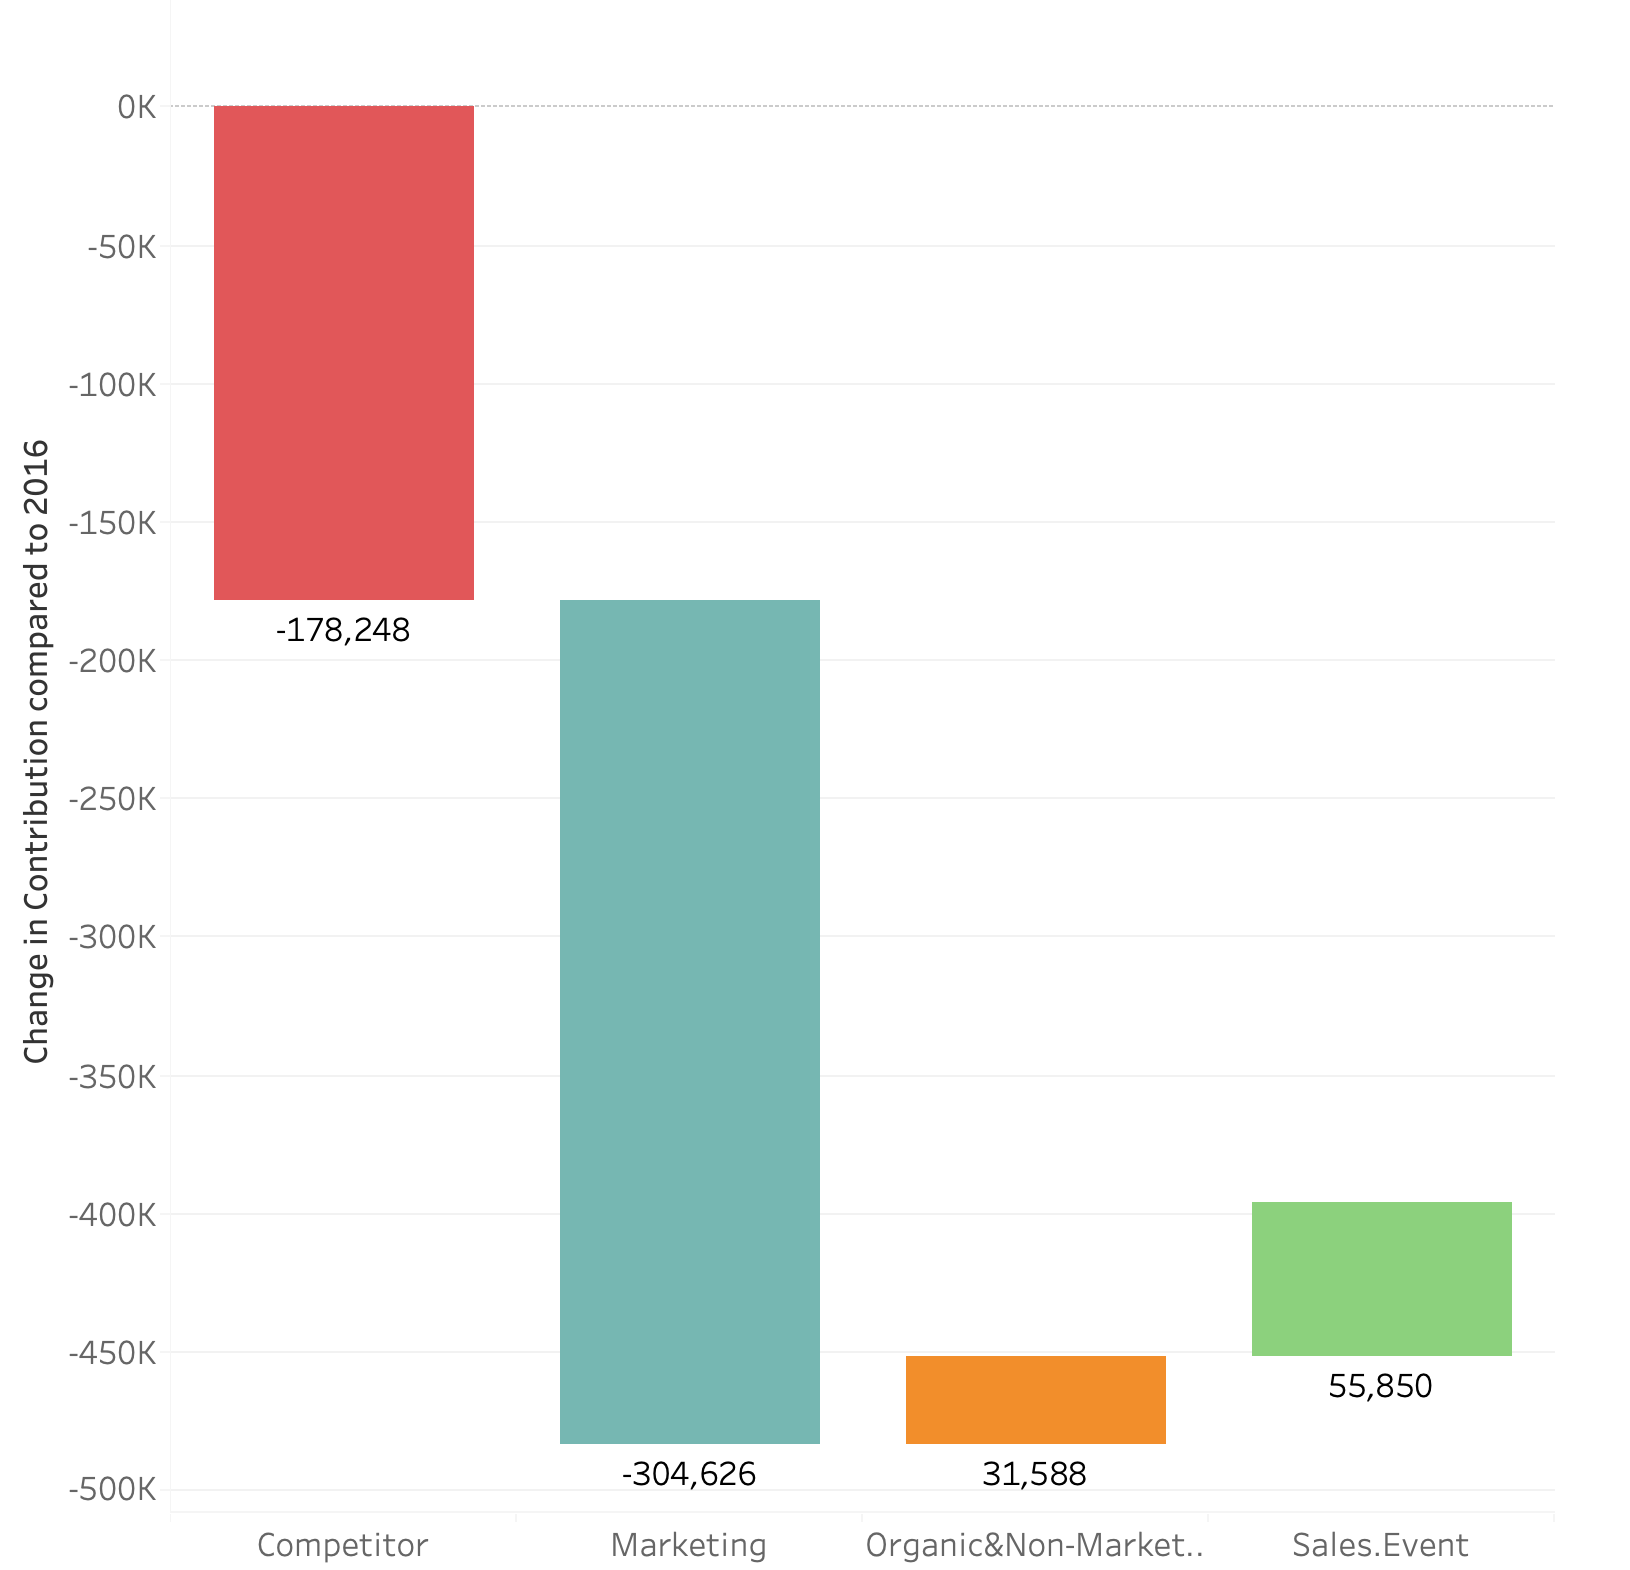 Change in Contribution compared to 2016
0K
-50K
-100K
-150K
-200K
-250K
-300K
-350K
-400K
-450K
-500K
-178,248
-304,626
31,588
55,850
Competitor
Marketing
Organic&Non-Market..
Sales.Event